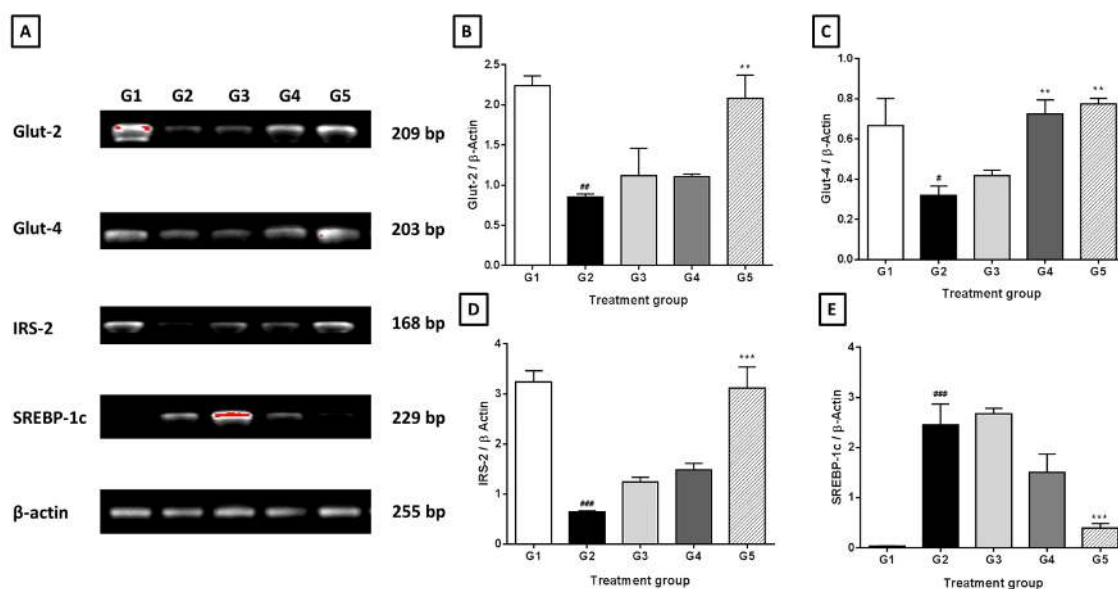 A
G1 G2 G3 G4 G5
Glut-2 209 bp
Glut-4 203 bp
IRS-2 168 bp
SREBP-1c 229 bp
β-actin 255 bp
B
Glut-2 / β-Actin
2.5
2.0
1.5
1.0
0.5
0.0
##
**
G1 G2 G3 G4 G5
Treatment group
C
Glut-4 / β-Actin
0.8
0.6
0.4
0.2
0.0
#
**
**
G1 G2 G3 G4 G5
Treatment group
D
IRS-2 / β Actin
4
3
2
1
0
###
***
G1 G2 G3 G4 G5
Treatment group
E
SREBP-1c / β-Actin
4
3
2
1
0
###
***
G1 G2 G3 G4 G5
Treatment group